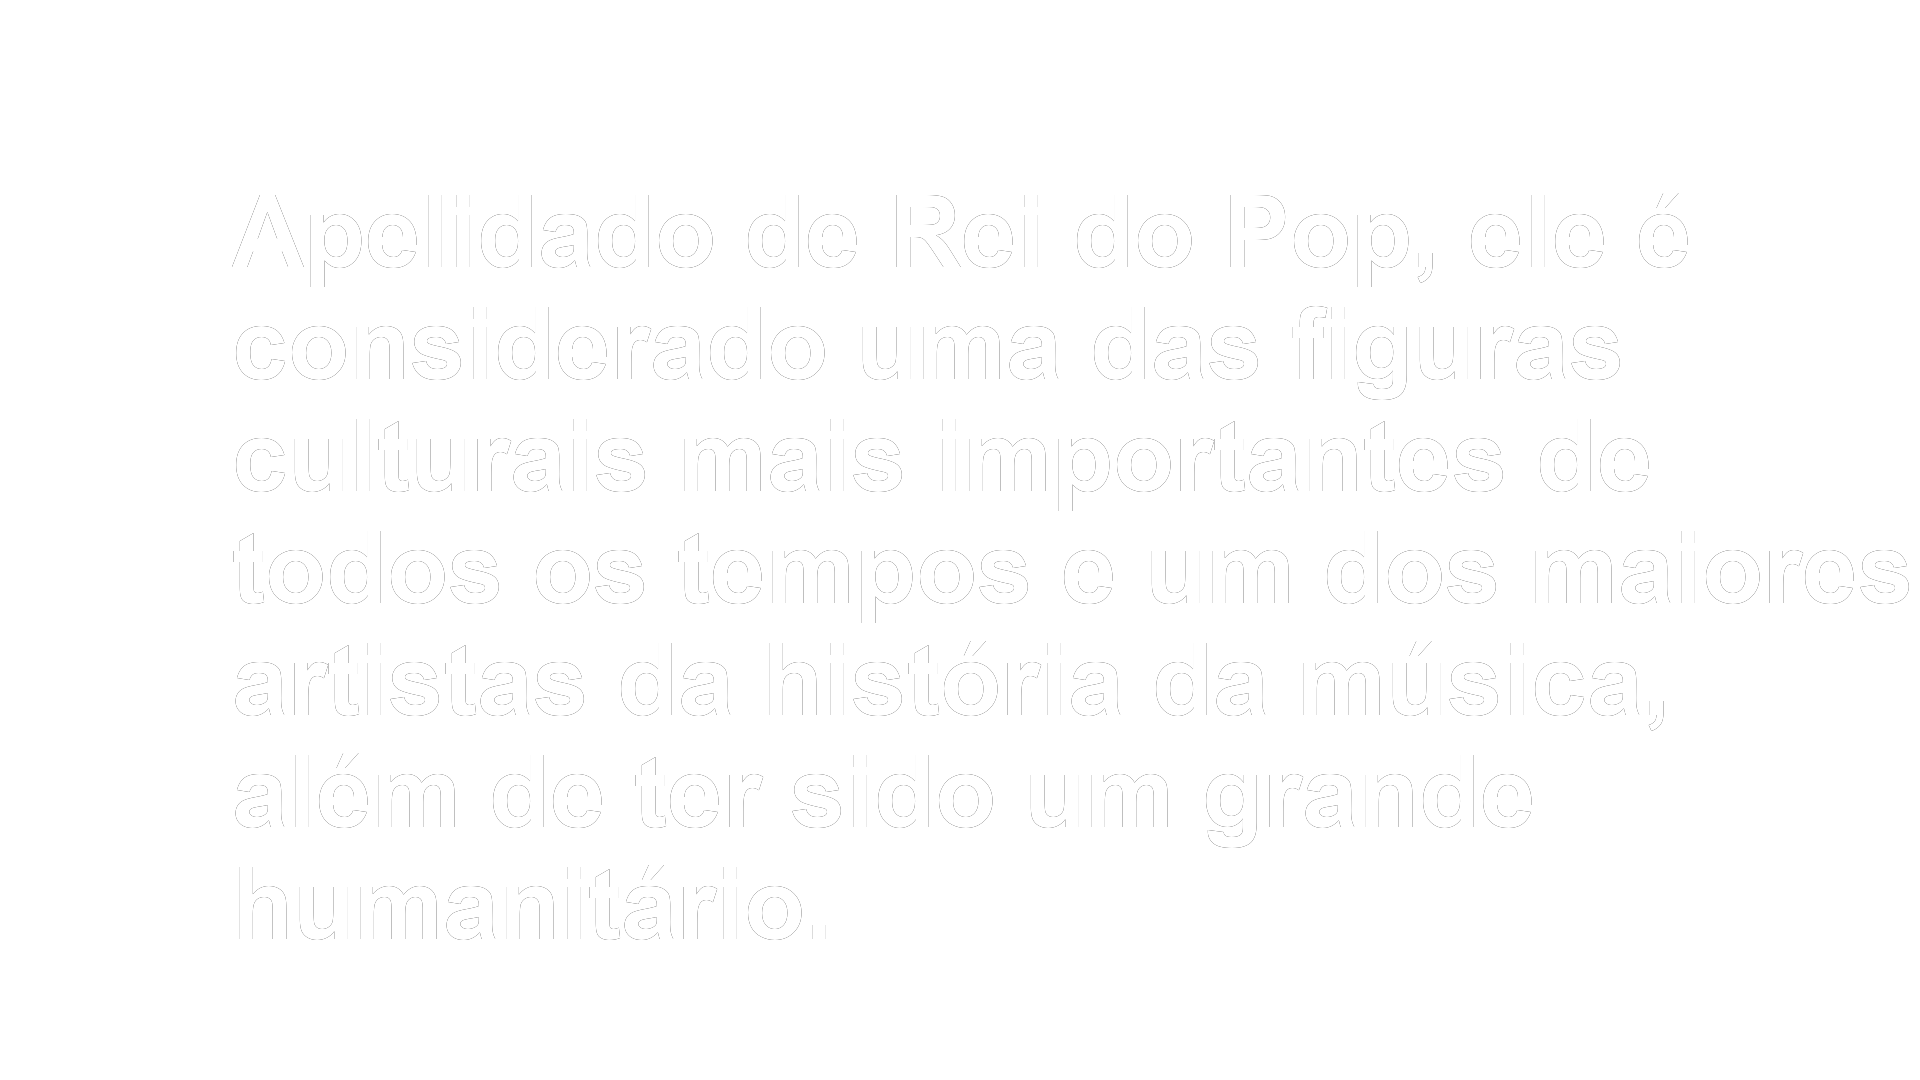 Apelidado de Rei do Pop, ele é
considerado uma das figuras
culturais mais importantes de
todos os tempos e um dos maiores
artistas da história da música,
além de ter sido um grande
humanitário.